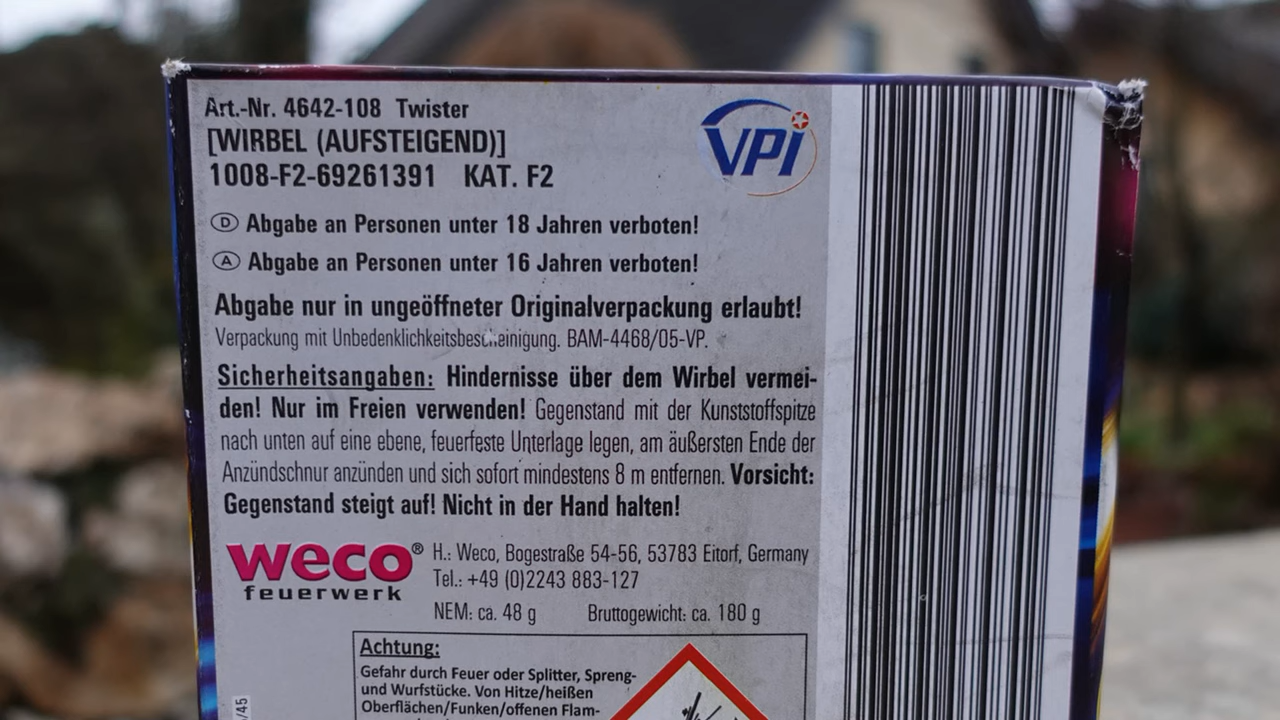 Art.-Nr. 4642-108 Twister
[WIRBEL (AUFSTEIGEND)]
1008-F2-69261391 KAT. F2
VPi
D Abgabe an Personen unter 18 Jahren verboten!
A Abgabe an Personen unter 16 Jahren verboten!
Abgabe nur in ungeöffneter Originalverpackung erlaubt!
Verpackung mit Unbedenklichkeitsbescheinigung. BAM-4468/05-VP.
Sicherheitsangaben: Hindernisse über dem Wirbel vermei-
den! Nur im Freien verwenden! Gegenstand mit der Kunststoffspitze
nach unten auf eine ebene, feuerfeste Unterlage legen, am äußersten Ende der
Anzündschnur anzünden und sich sofort mindestens 8 m entfernen. Vorsicht:
Gegenstand steigt auf! Nicht in der Hand halten!
weco®
feuerwerk
H.: Weco, Bogestraße 54-56, 53783 Eitorf, Germany
Tel.: +49 (0)2243 883-127
NEM: ca. 48 g Bruttogewicht: ca. 180 g
Achtung:
Gefahr durch Feuer oder Splitter, Spreng-
und Wurfstücke. Von Hitze/heißen
Oberflächen/Funken/offenen Flam-